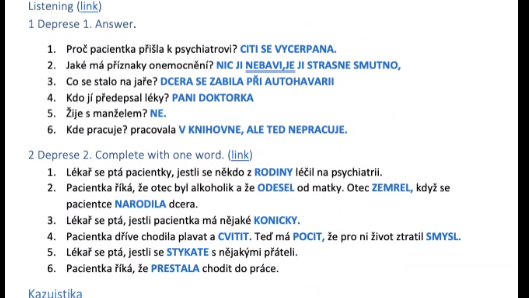 Listening (link)
1 Deprese 1. Answer.
1. Proč pacientka přišla k psychiatrovi? CITI SE VYCERPANA.
2. Jaké má příznaky onemocnění? NIC JI NEBAVI,JE JI STRASNE SMUTNO,
3. Co se stalo na jaře? DCERA SE ZABILA PŘI AUTOHAVARII
4. Kdo jí předepsal léky? PANI DOKTORKA
5. Žije s manželem? NE.
6. Kde pracuje? pracovala V KNIHOVNE, ALE TED NEPRACUJE.
2 Deprese 2. Complete with one word. (link)
1. Lékař se ptá pacientky, jestli se někdo z RODINY léčil na psychiatrii.
2. Pacientka říká, že otec byl alkoholik a že ODESEL od matky. Otec ZEMREL, když se
pacientce NARODILA dcera.
3. Lékař se ptá, jestli pacientka má nějaké KONICKY.
4. Pacientka dříve chodila plavat a CVITIT. Teď má POCIT, že pro ni život ztratil SMYSL.
5. Lékař se ptá, jestli se STYKATE s nějakými přáteli.
6. Pacientka říká, že PRESTALA chodit do práce.
Kazuistika